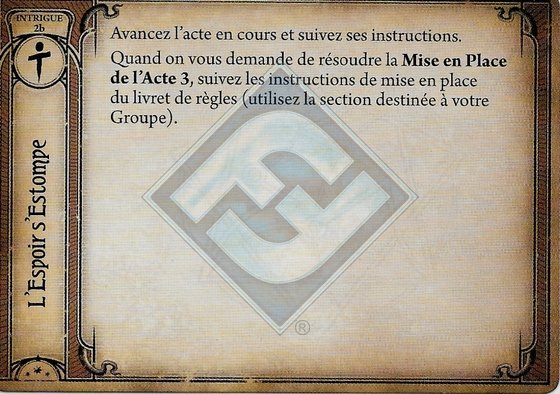 INTRIGUE
2b
L'Espoir s'Estompe
Avancez l'acte en cours et suivez ses instructions.
Quand on vous demande de résoudre la Mise en Place
de l'Acte 3, suivez les instructions de mise en place
du livret de règles (utilisez la section destinée à votre
Groupe).
®